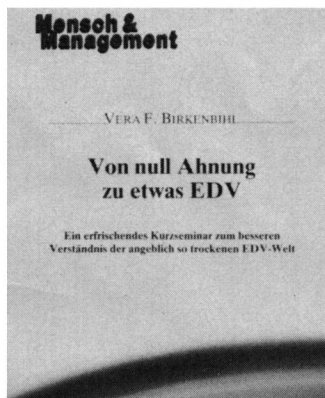 Mensch &
Management
VERA F. BIRKENBIHL
Von null Ahnung
zu etwas EDV
Ein erfrischendes Kurzseminar zum besseren
Verständnis der angeblich so trockenen EDV-Welt